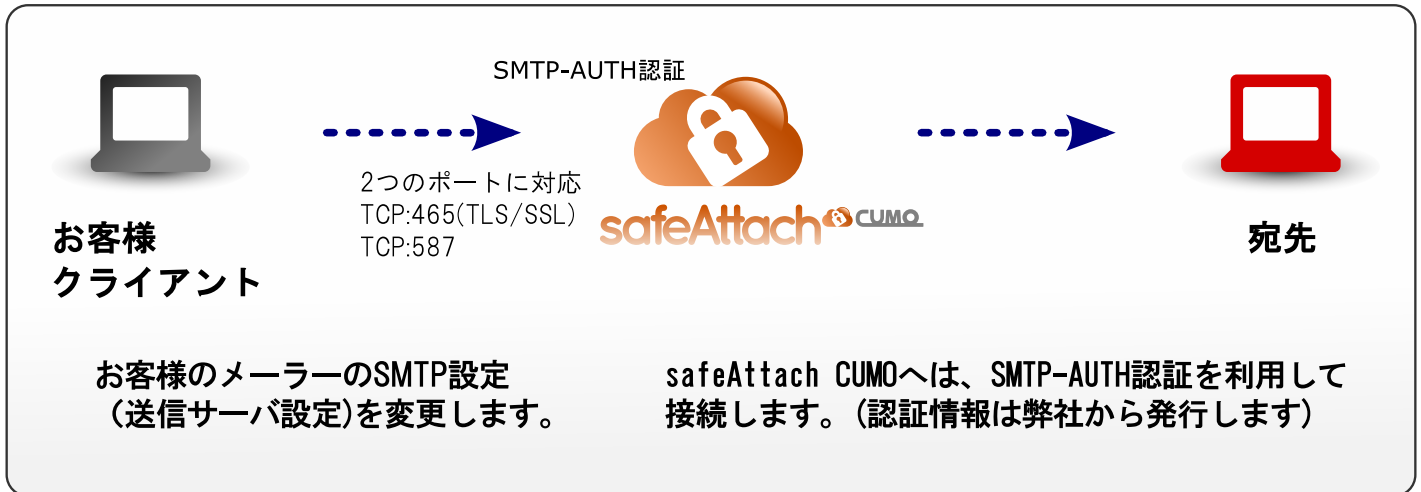 SMTP-AUTH認証
2つのポートに対応
TCP:465(TLS/SSL)
TCP:587
safeAttach CUMO
お客様
クライアント
宛先
お客様のメーラーのSMTP設定
(送信サーバ設定)を変更します。
safeAttach CUMOへは、SMTP-AUTH認証を利用して
接続します。(認証情報は弊社から発行します)